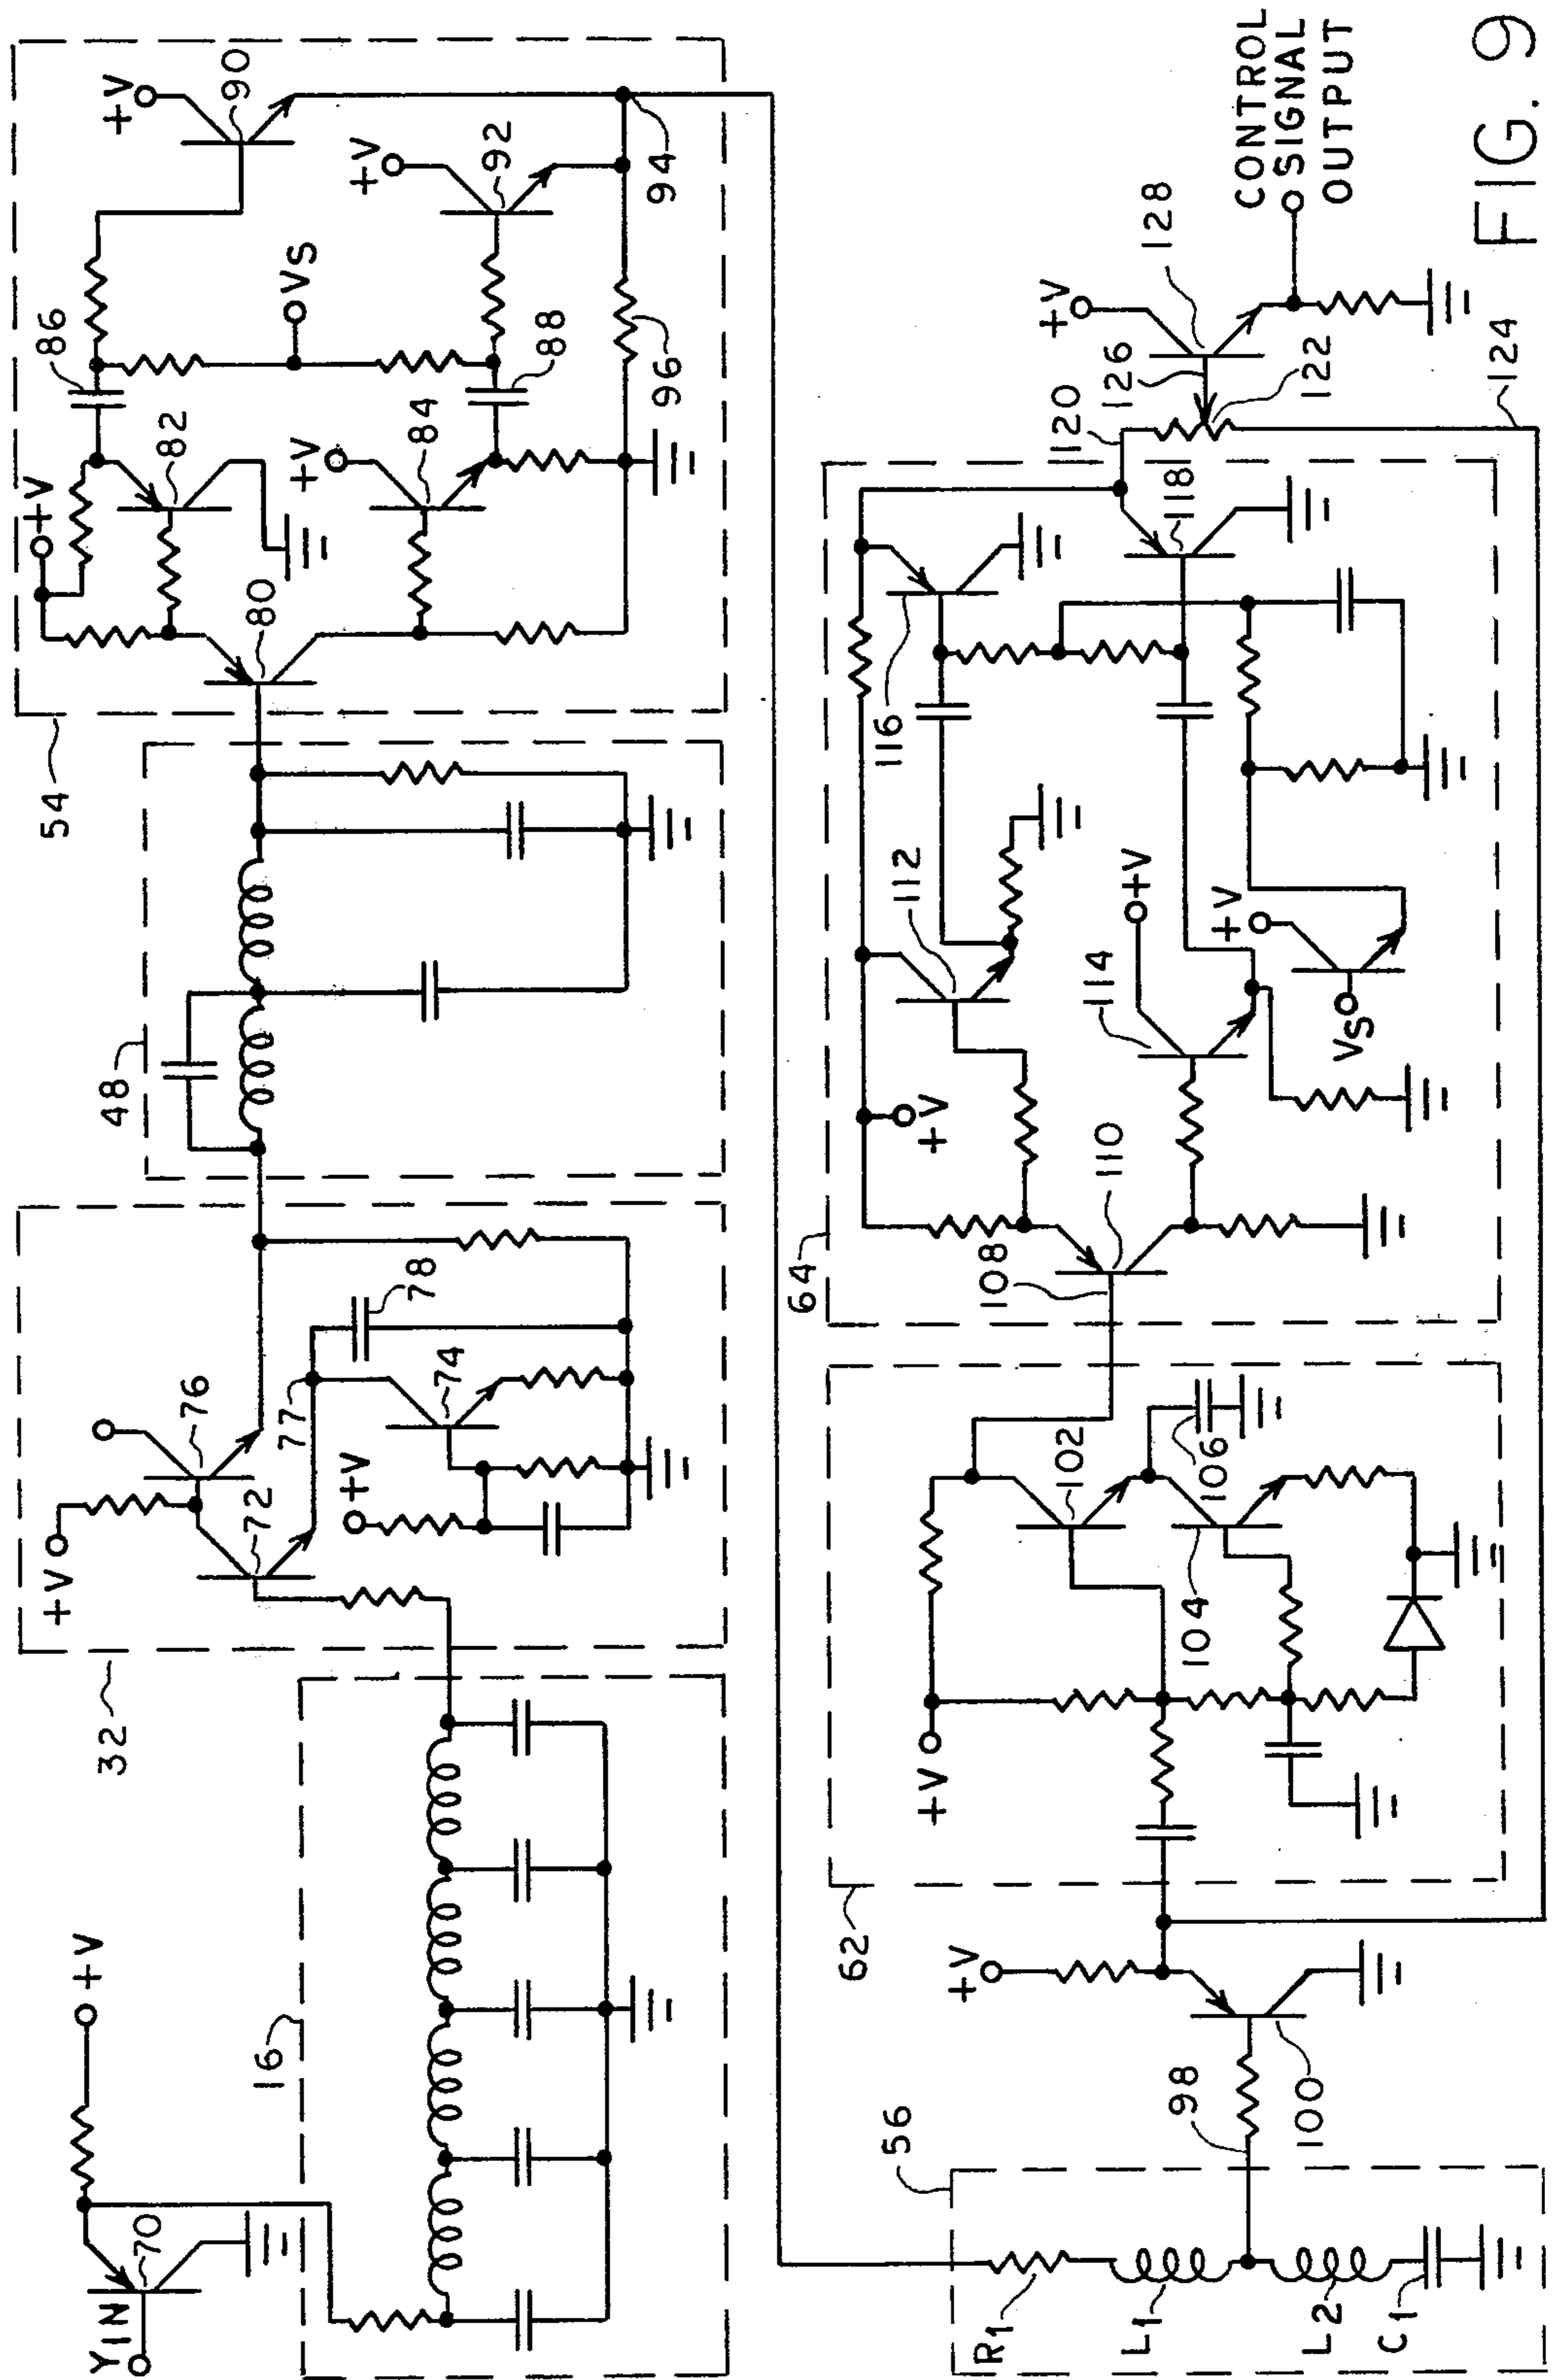 +V
90
86
+V
82
VS
+V
92
+V
84
88
94
96
80
54
48
+V
76
72
77
78
+V
74
32
+V
YIN
70
16
CONTROL
SIGNAL
OUTPUT
+V
128
126
120
122
124
118
116
112
+V
114
+V
VS
+V
110
108
64
102
106
104
+V
62
+V
98
100
56
R1
L1
L2
C1
FIG. 9